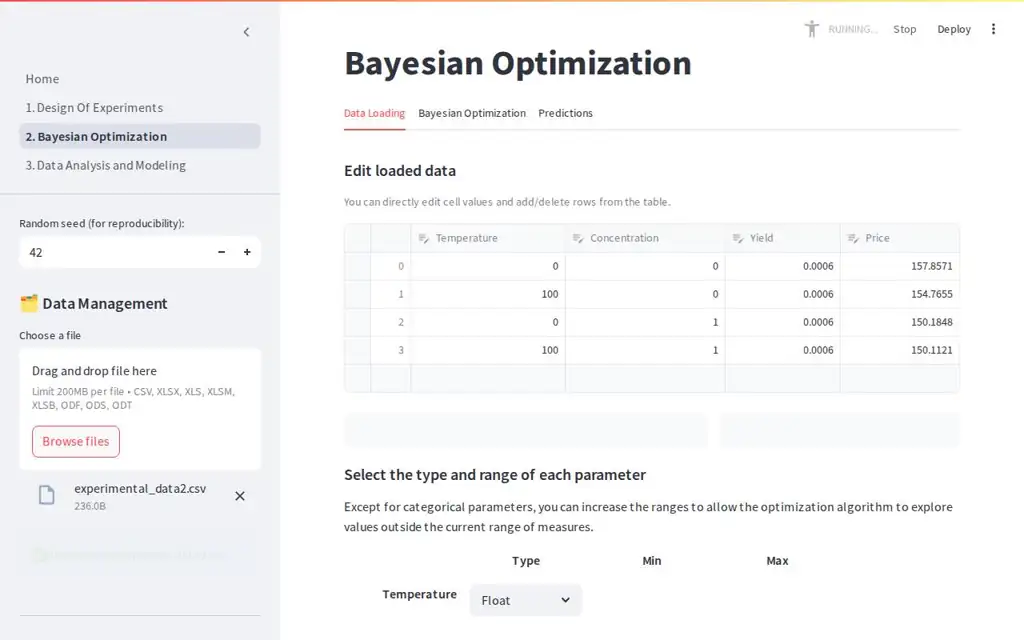 RUNNING...
Stop
Deploy
Home
1. Design Of Experiments
2. Bayesian Optimization
3. Data Analysis and Modeling
Random seed (for reproducibility):
42
Data Management
Choose a file
Drag and drop file here
Limit 200MB per file • CSV, XLSX, XLS, XLSM,
XLSB, ODF, ODS, ODT
Browse files
experimental_data2.csv
236.0B
Bayesian Optimization
Data Loading Bayesian Optimization Predictions
Edit loaded data
You can directly edit cell values and add/delete rows from the table.
Temperature Concentration Yield Price
0 0 0 0.0006 157.8571
1 100 0 0.0006 154.7655
2 0 1 0.0006 150.1848
3 100 1 0.0006 150.1121
Select the type and range of each parameter
Except for categorical parameters, you can increase the ranges to allow the optimization algorithm to explore
values outside the current range of measures.
Type Min Max
Temperature Float